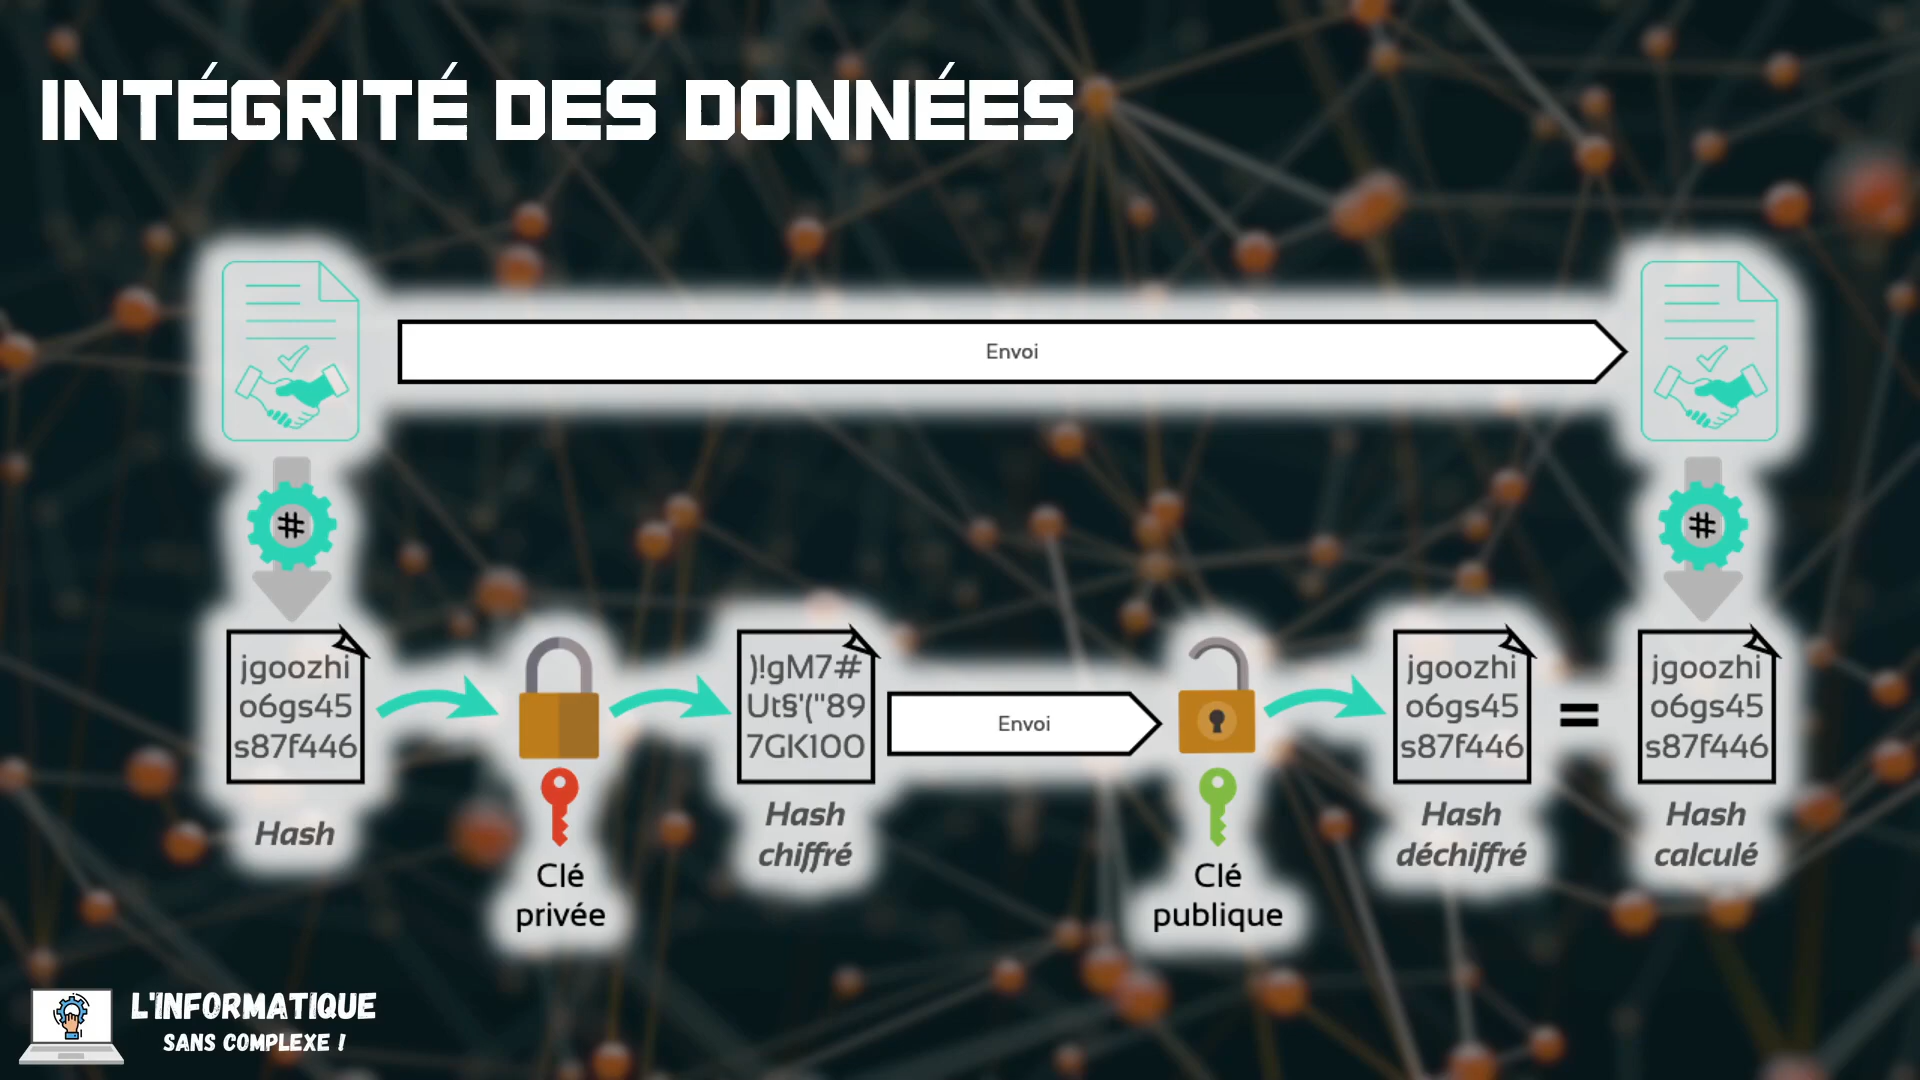 INTÉGRITÉ DES DONNÉES
Envoi
#
#
jgoozhi
o6gs45
s87f446
Hash
Clé
privée
)!gM7#
Ut§'("89
7GK100
Hash
chiffré
Envoi
Clé
publique
jgoozhi
o6gs45
s87f446
Hash
déchiffré
=
jgoozhi
o6gs45
s87f446
Hash
calculé
L'INFORMATIQUE
SANS COMPLEXE !